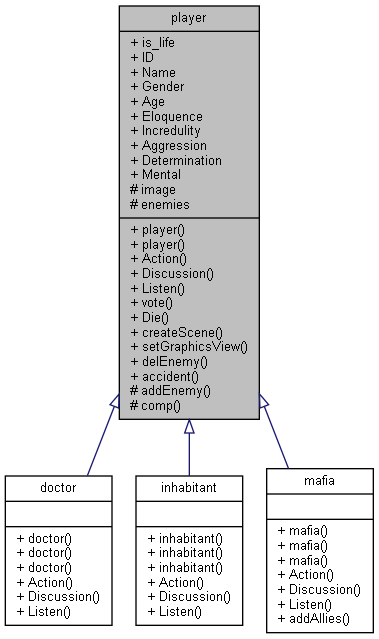 player
+ is_life
+ ID
+ Name
+ Gender
+ Age
+ Eloquence
+ Incredulity
+ Aggression
+ Determination
+ Mental
# image
# enemies
+ player()
+ player()
+ Action()
+ Discussion()
+ Listen()
+ vote()
+ Die()
+ createScene()
+ setGraphicsView()
+ delEnemy()
+ accident()
# addEnemy()
# comp()
doctor
+ doctor()
+ doctor()
+ doctor()
+ Action()
+ Discussion()
+ Listen()
inhabitant
+ inhabitant()
+ inhabitant()
+ inhabitant()
+ Action()
+ Discussion()
+ Listen()
mafia
+ mafia()
+ mafia()
+ mafia()
+ Action()
+ Discussion()
+ Listen()
+ addAllies()